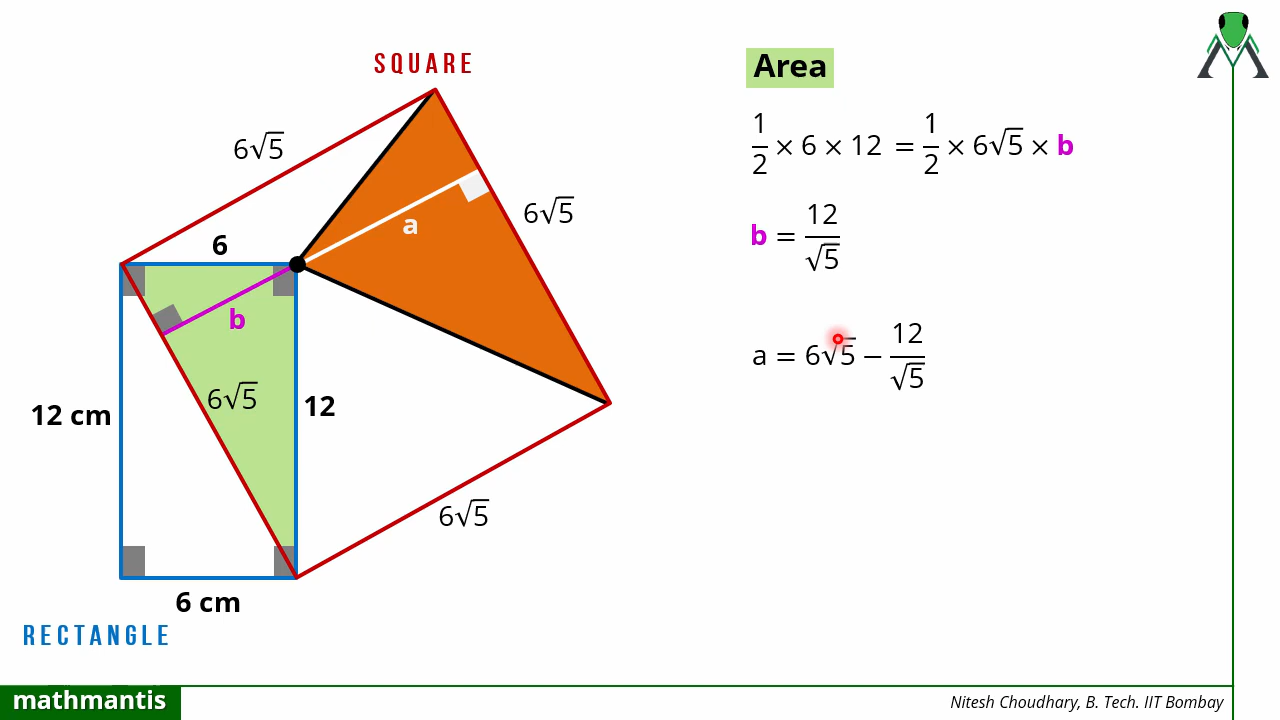 SQUARE
6√5
6√5
6
a
b
12 cm
6√5
12
6√5
6 cm
RECTANGLE
Area
1/2 × 6 × 12 = 1/2 × 6√5 × b
b = 12/√5
a = 6√5 − 12/√5
mathmantis
Nitesh Choudhary, B. Tech. IIT Bombay